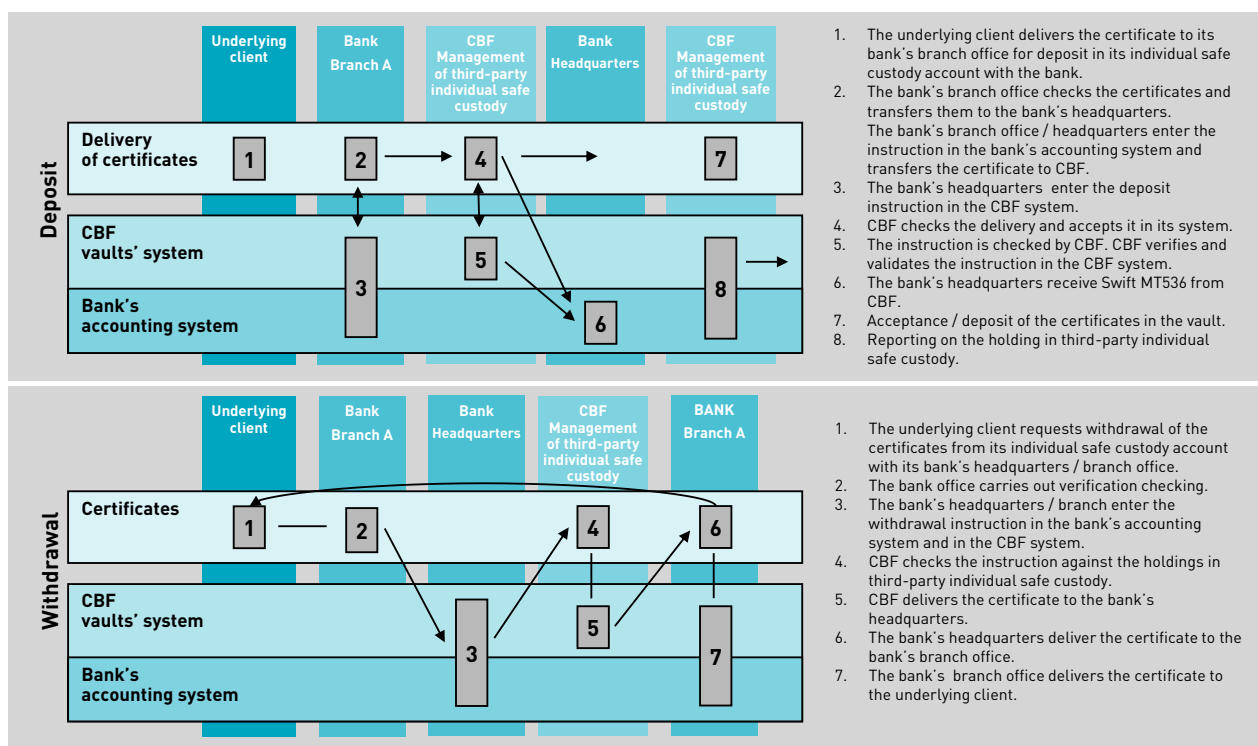 Deposit
Underlying
client
Bank
Branch A
CBF
Management
of third-party
individual safe
custody
Bank
Headquarters
CBF
Management
of third-party
individual safe
custody
Delivery
of certificates
1
2
4
7
CBF
vaults’ system
3
5
8
Bank’s
accounting system
6
1. The underlying client delivers the certificate to its
bank’s branch office for deposit in its individual safe
custody account with the bank.
2. The bank’s branch office checks the certificates and
transfers them to the bank’s headquarters.
The bank’s branch office / headquarters enter the
instruction in the bank’s accounting system and
transfers the certificate to CBF.
3. The bank’s headquarters enter the deposit
instruction in the CBF system.
4. CBF checks the delivery and accepts it in its system.
5. The instruction is checked by CBF. CBF verifies and
validates the instruction in the CBF system.
6. The bank’s headquarters receive Swift MT536 from
CBF.
7. Acceptance / deposit of the certificates in the vault.
8. Reporting on the holding in third-party individual
safe custody.
Withdrawal
Underlying
client
Bank
Branch A
Bank
Headquarters
CBF
Management
of third-party
individual safe
custody
BANK
Branch A
Certificates
1
2
4
6
CBF
vaults’ system
3
5
7
Bank’s
accounting system
1. The underlying client requests withdrawal of the
certificates from its individual safe custody account
with its bank’s headquarters / branch office.
2. The bank office carries out verification checking.
3. The bank’s headquarters / branch enter the
withdrawal instruction in the bank’s accounting
system and in the CBF system.
4. CBF checks the instruction against the holdings in
third-party individual safe custody.
5. CBF delivers the certificate to the bank’s
headquarters.
6. The bank’s headquarters deliver the certificate to the
bank’s branch office.
7. The bank’s branch office delivers the certificate to
the underlying client.